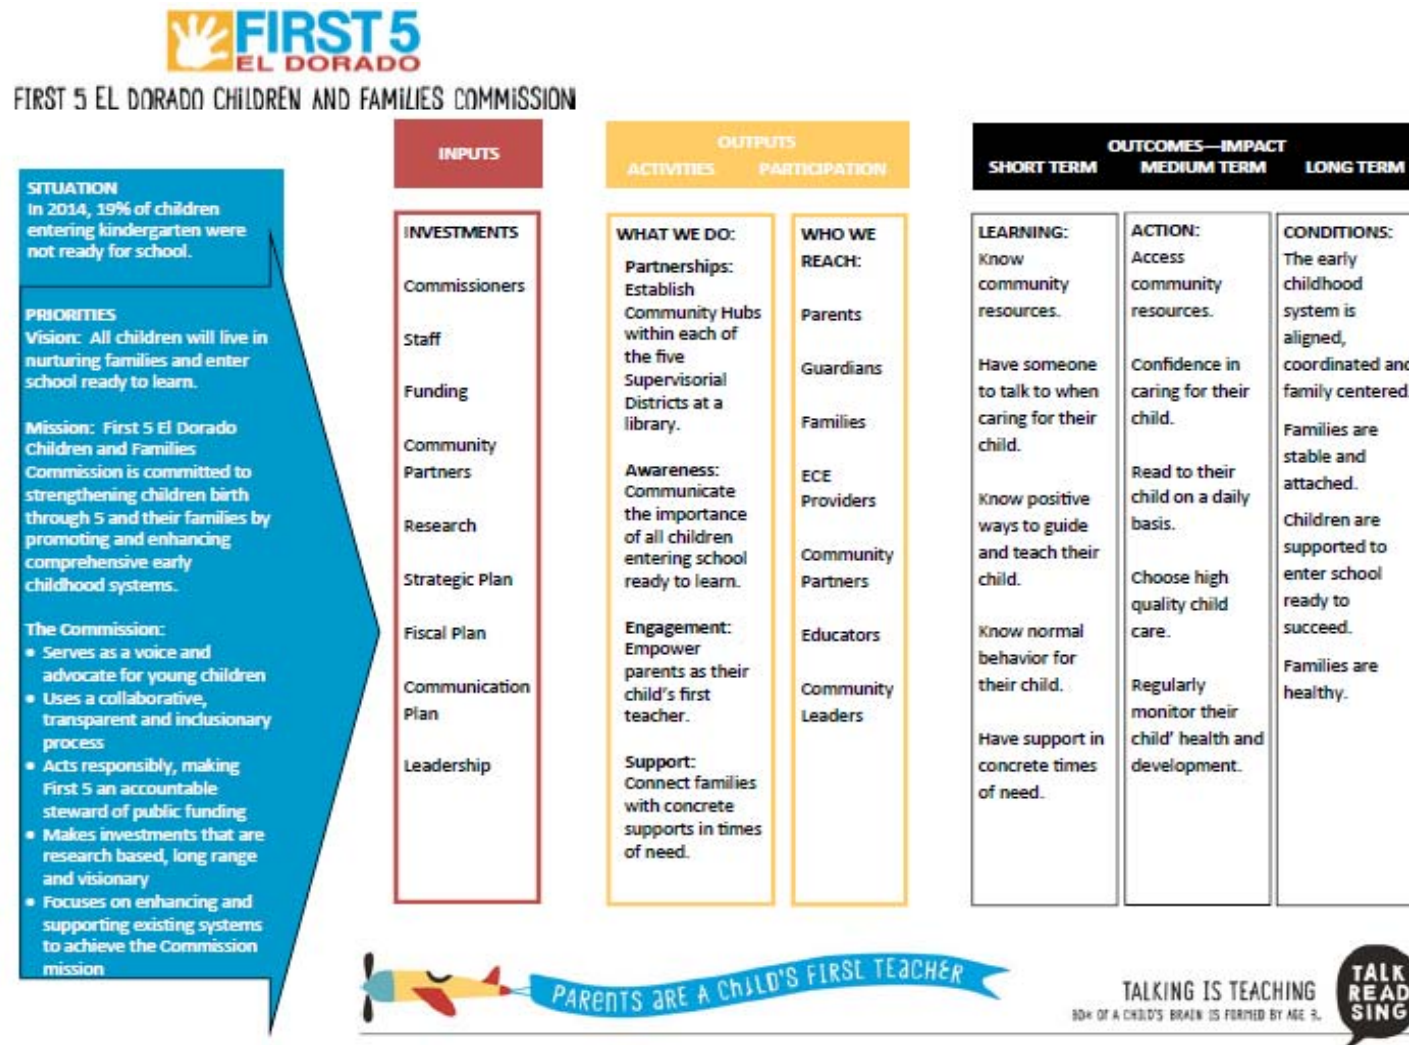 FIRST 5
EL DORADO
FIRST 5 EL DORADO CHILDREN AND FAMILIES COMMISSION
SITUATION
In 2014, 19% of children
entering kindergarten were
not ready for school.
PRIORITIES
Vision: All children will live in
nurturing families and enter
school ready to learn.
Mission: First 5 El Dorado
Children and Families
Commission is committed to
strengthening children birth
through 5 and their families by
promoting and enhancing
comprehensive early
childhood systems.
The Commission:
• Serves as a voice and
advocate for young children
• Uses a collaborative,
transparent and inclusionary
process
• Acts responsibly, making
First 5 an accountable
steward of public funding
• Makes investments that are
research based, long range
and visionary
• Focuses on enhancing and
supporting existing systems
to achieve the Commission
mission
INPUTS
INVESTMENTS
Commissioners
Staff
Funding
Community
Partners
Research
Strategic Plan
Fiscal Plan
Communication
Plan
Leadership
OUTPUTS
ACTIVITIES PARTICIPATION
WHAT WE DO:
Partnerships:
Establish
Community Hubs
within each of
the five
Supervisorial
Districts at a
library.
Awareness:
Communicate
the importance
of all children
entering school
ready to learn.
Engagement:
Empower
parents as their
child's first
teacher.
Support:
Connect families
with concrete
supports in times
of need.
WHO WE
REACH:
Parents
Guardians
Families
ECE
Providers
Community
Partners
Educators
Community
Leaders
OUTCOMES—IMPACT
SHORT TERM MEDIUM TERM LONG TERM
LEARNING:
Know
community
resources.
Have someone
to talk to when
caring for their
child.
Know positive
ways to guide
and teach their
child.
Know normal
behavior for
their child.
Have support in
concrete times
of need.
ACTION:
Access
community
resources.
Confidence in
caring for their
child.
Read to their
child on a daily
basis.
Choose high
quality child
care.
Regularly
monitor their
child' health and
development.
CONDITIONS:
The early
childhood
system is
aligned,
coordinated and
family centered.
Families are
stable and
attached.
Children are
supported to
enter school
ready to
succeed.
Families are
healthy.
PARENTS ARE A CHILD'S FIRST TEACHER
TALKING IS TEACHING
OF A CHILD'S BRAIN IS FORMED BY AGE 3.
TALK
READ
SING